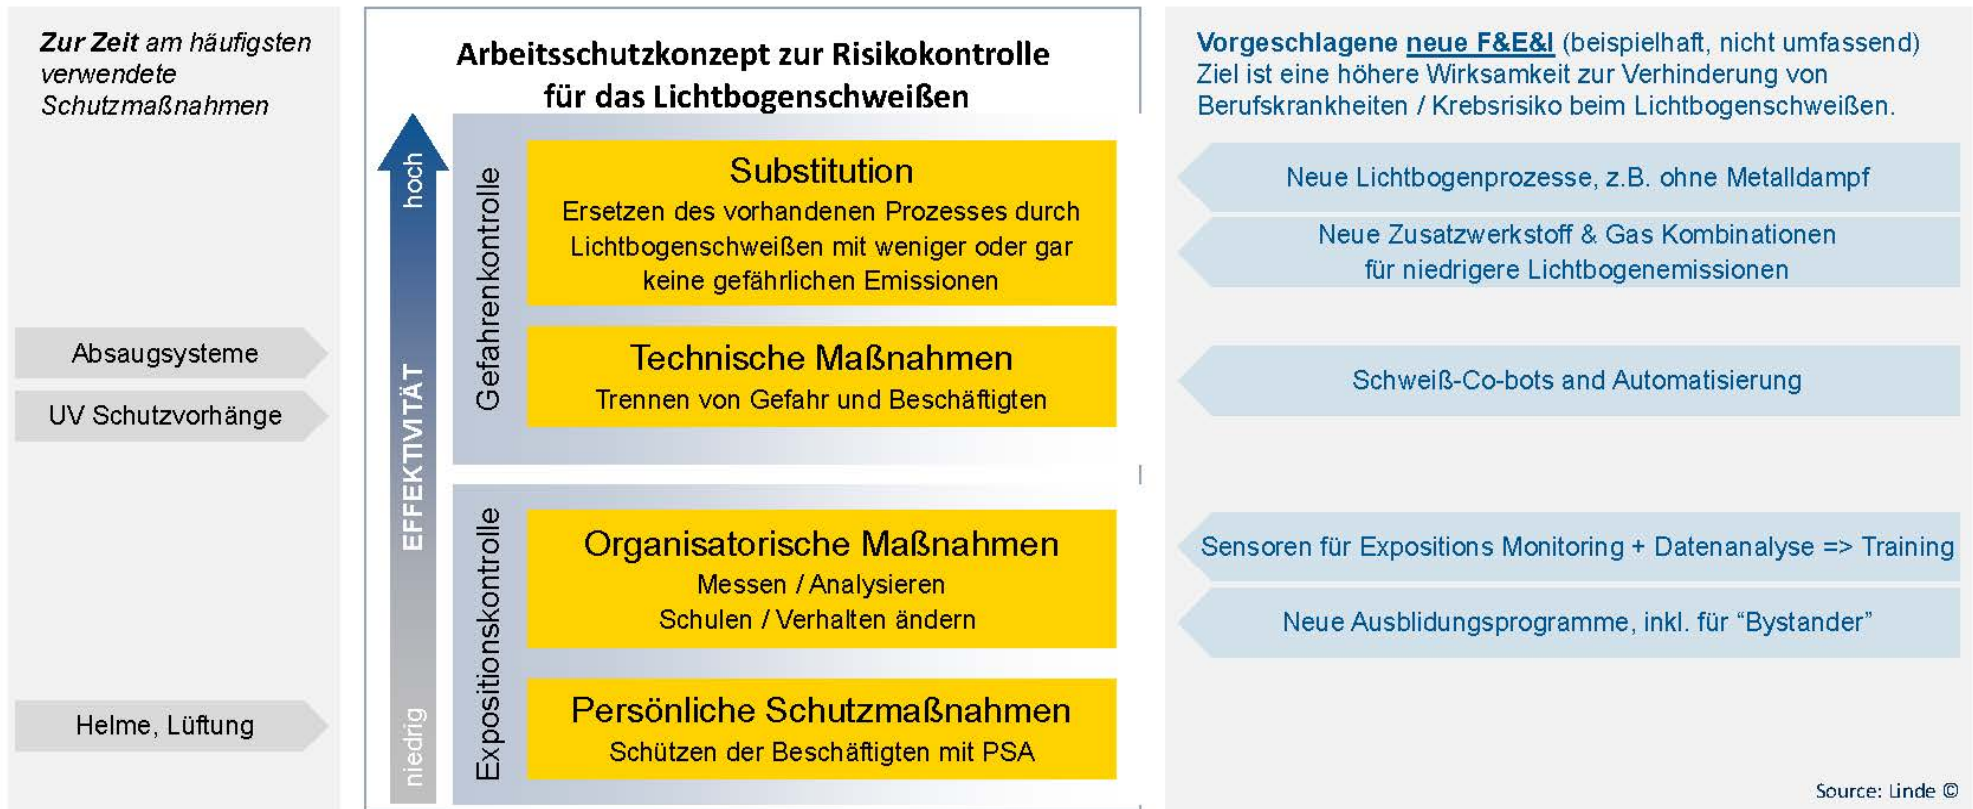 Zur Zeit am häufigsten
verwendete
Schutzmaßnahmen
Absaugsysteme
UV Schutzvorhänge
Helme, Lüftung
Arbeitsschutzkonzept zur Risikokontrolle
für das Lichtbogenschweißen
hoch
EFFEKTIVITÄT
niedrig
Gefahrenkontrolle
Substitution
Ersetzen des vorhandenen Prozesses durch
Lichtbogenschweißen mit weniger oder gar
keine gefährlichen Emissionen
Technische Maßnahmen
Trennen von Gefahr und Beschäftigten
Expositionskontrolle
Organisatorische Maßnahmen
Messen / Analysieren
Schulen / Verhalten ändern
Persönliche Schutzmaßnahmen
Schützen der Beschäftigten mit PSA
Vorgeschlagene neue F&E&I (beispielhaft, nicht umfassend)
Ziel ist eine höhere Wirksamkeit zur Verhinderung von
Berufskrankheiten / Krebsrisiko beim Lichtbogenschweißen.
Neue Lichtbogenprozesse, z.B. ohne Metalldampf
Neue Zusatzwerkstoff & Gas Kombinationen
für niedrigere Lichtbogenemissionen
Schweiß-Co-bots and Automatisierung
Sensoren für Expositions Monitoring + Datenanalyse => Training
Neue Ausblidungsprogramme, inkl. für “Bystander”
Source: Linde ©